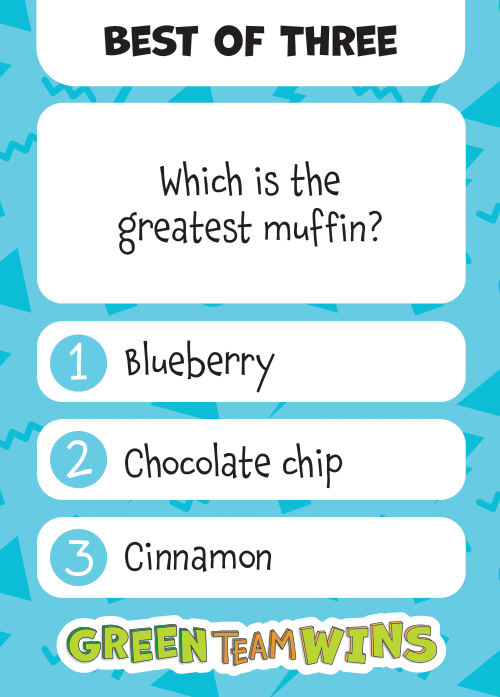 BEST OF THREE
Which is the
greatest muffin?
1 Blueberry
2 Chocolate chip
3 Cinnamon
GREEN TEAM WINS